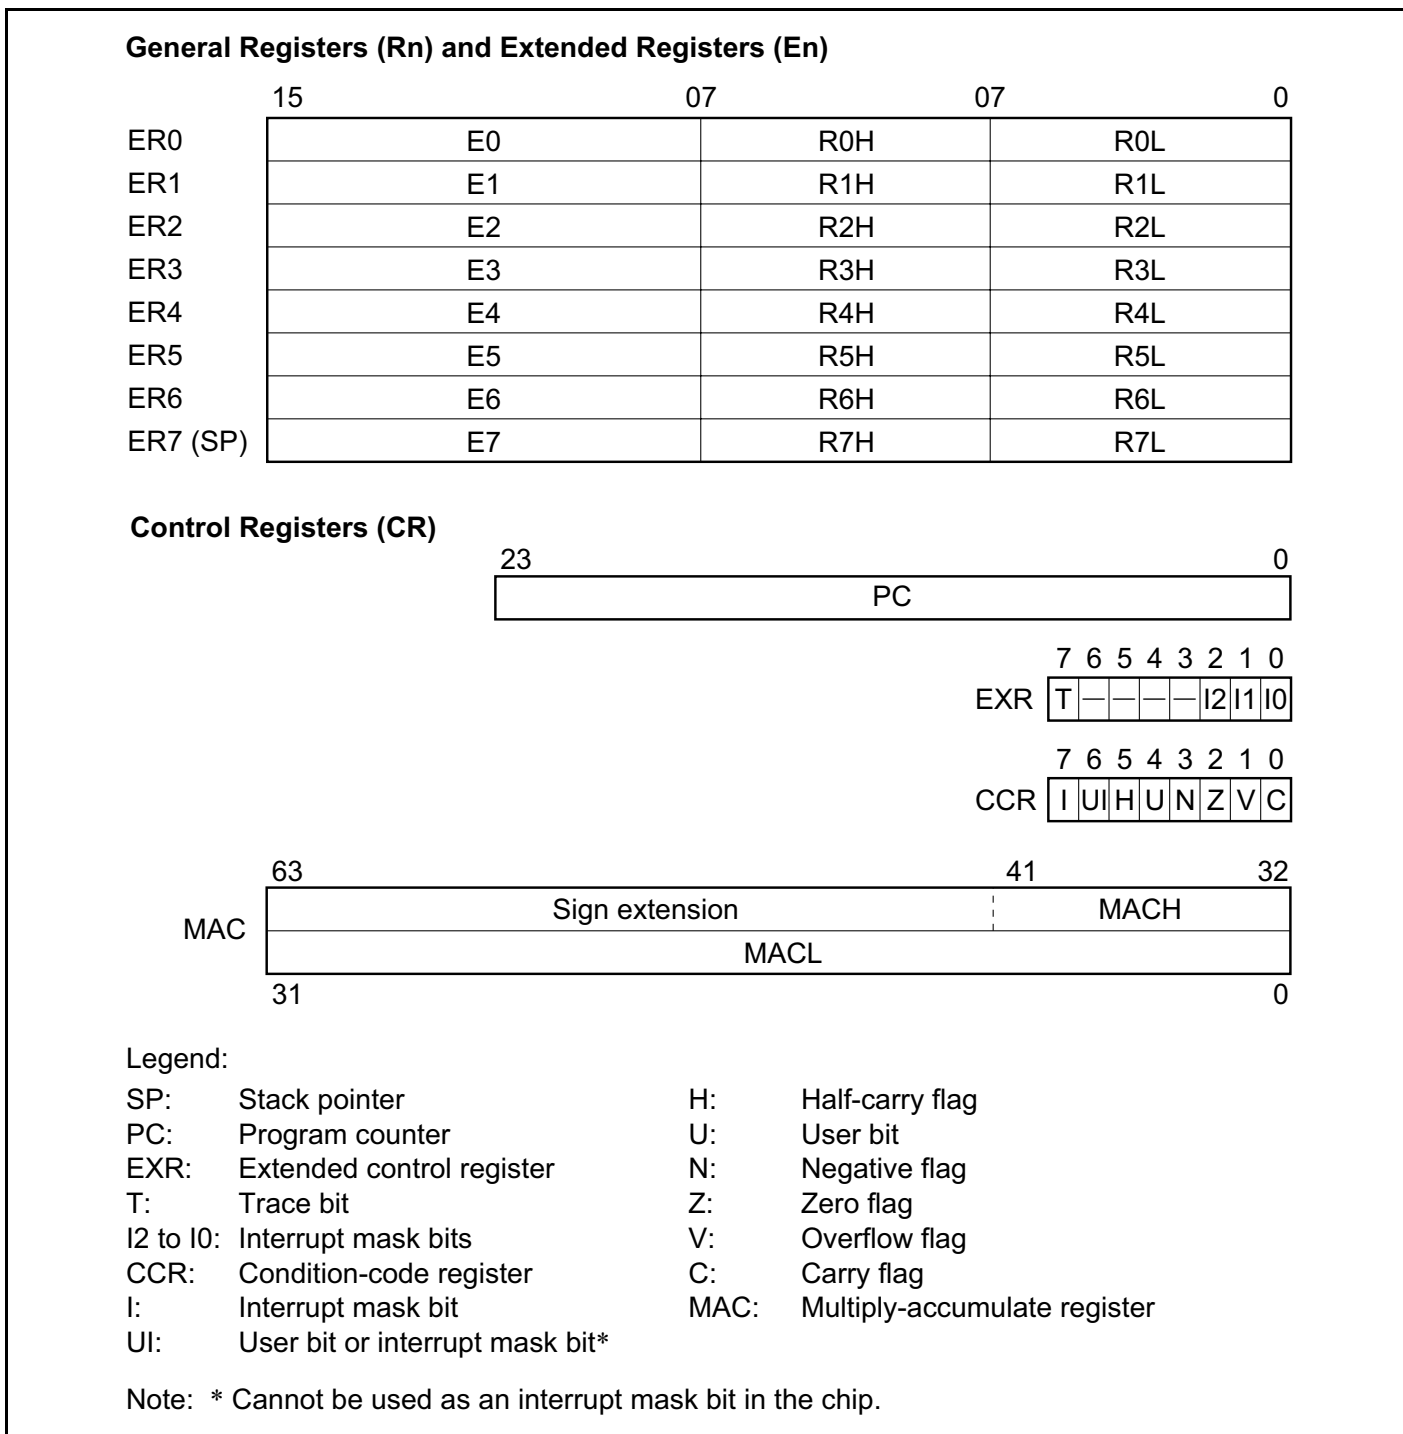 General Registers (Rn) and Extended Registers (En)
15 07 07 0
ER0 E0 R0H R0L
ER1 E1 R1H R1L
ER2 E2 R2H R2L
ER3 E3 R3H R3L
ER4 E4 R4H R4L
ER5 E5 R5H R5L
ER6 E6 R6H R6L
ER7 (SP) E7 R7H R7L
Control Registers (CR)
23 0
PC
7 6 5 4 3 2 1 0
EXR T — — — — I2 I1 I0
7 6 5 4 3 2 1 0
CCR I UI H U N Z V C
63 41 32
Sign extension MACH
MAC
MACL
31 0
Legend:
SP: Stack pointer H: Half-carry flag
PC: Program counter U: User bit
EXR: Extended control register N: Negative flag
T: Trace bit Z: Zero flag
I2 to I0: Interrupt mask bits V: Overflow flag
CCR: Condition-code register C: Carry flag
I: Interrupt mask bit MAC: Multiply-accumulate register
UI: User bit or interrupt mask bit*
Note: * Cannot be used as an interrupt mask bit in the chip.